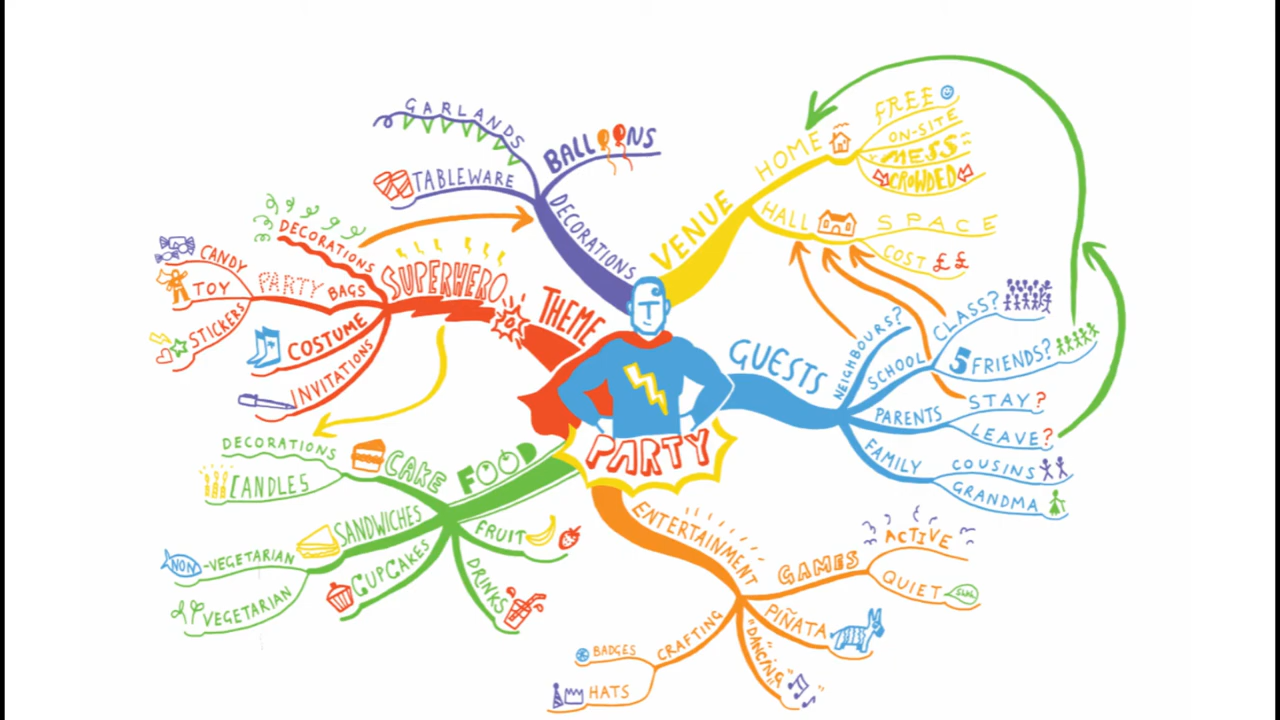 PARTY
VENUE
HOME
FREE
ON-SITE
MESS
CROWDED
HALL
SPACE
COST ££
GUESTS
NEIGHBOURS?
SCHOOL
CLASS?
5 FRIENDS?
PARENTS
STAY?
LEAVE?
FAMILY
COUSINS
GRANDMA
ENTERTAINMENT
GAMES
ACTIVE
QUIET
SHH
PIÑATA
"DANCING"
CRAFTING
BADGES
HATS
FOOD
FRUIT
DRINKS
CUPCAKES
SANDWICHES
NON-VEGETARIAN
VEGETARIAN
CAKE
DECORATIONS
CANDLES
THEME
SUPERHERO
DECORATIONS
PARTY BAGS
CANDY
TOY
STICKERS
COSTUME
INVITATIONS
DECORATIONS
BALLOONS
GARLANDS
TABLEWARE